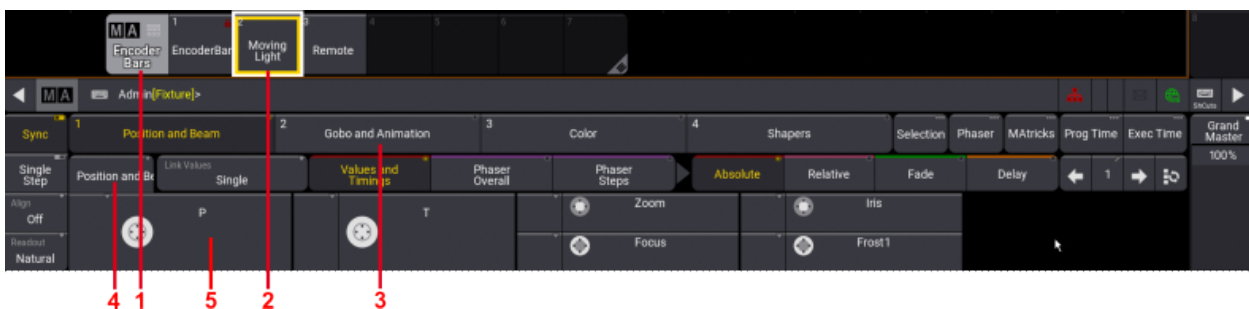 1 2 3 4 5 6 7 8
MA
Encoder Bars
EncoderBar
Moving Light
Remote
MA Admin[Fixture]>
StCuts
Sync
1 Position and Beam
2 Gobo and Animation
3 Color
4 Shapers
Selection
Phaser
MAtricks
Prog Time
Exec Time
Grand Master
100%
Single Step
Position and Be
Link Values
Single
Values and Timings
Phaser Overall
Phaser Steps
Absolute
Relative
Fade
Delay
1
Align
Off
P
T
Zoom
Iris
Readout
Natural
Focus
Frost1
4 1 5 2 3